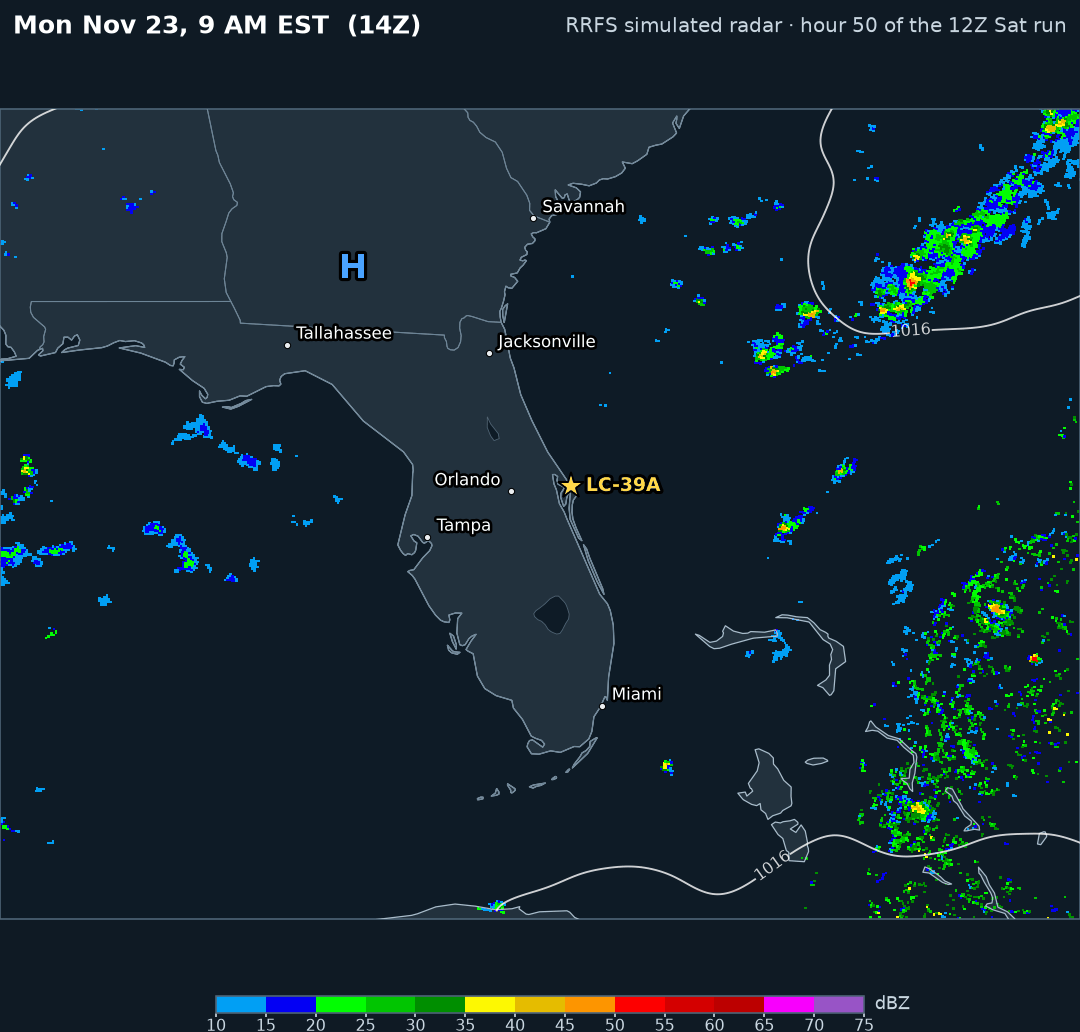 Mon Nov 23, 9 AM EST (14Z)
RRFS simulated radar · hour 50 of the 12Z Sat run
Savannah
H
1016
Tallahassee
Jacksonville
Orlando
LC-39A
Tampa
Miami
1016
dBZ
10 15 20 25 30 35 40 45 50 55 60 65 70 75